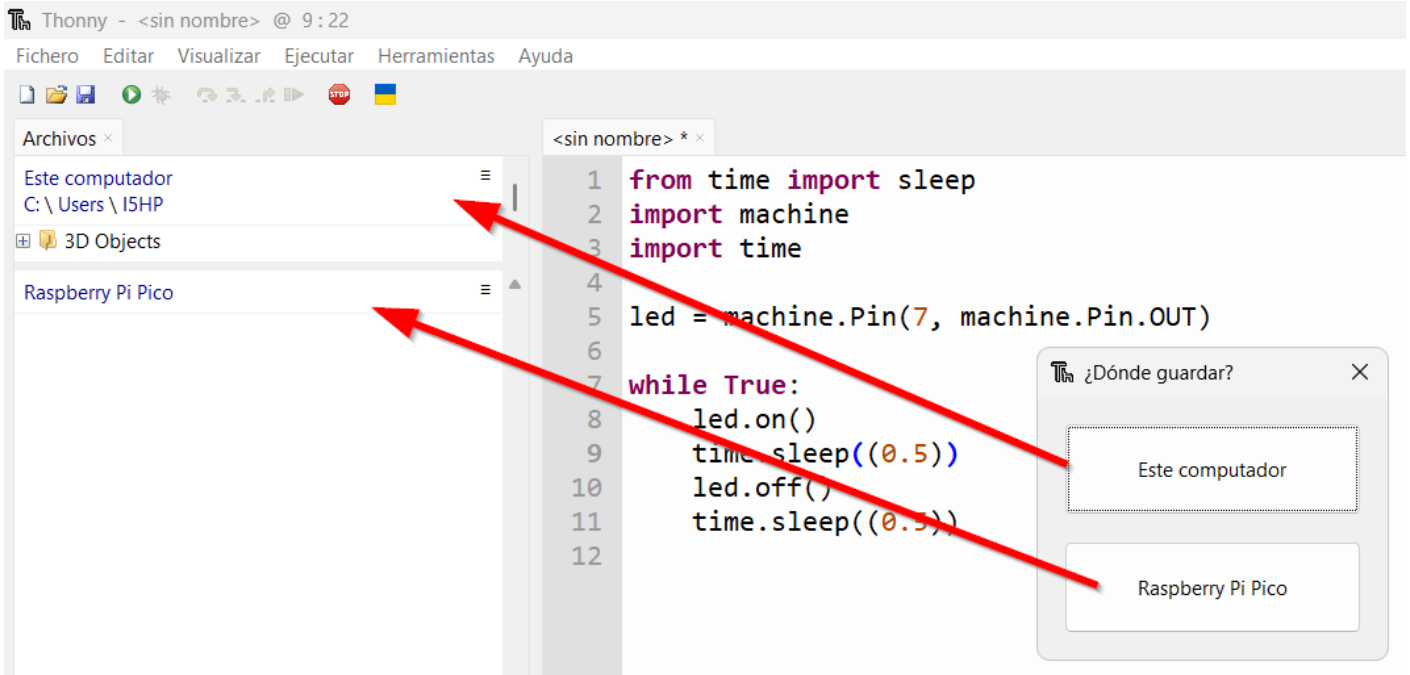 Thonny - <sin nombre> @ 9:22
Fichero Editar Visualizar Ejecutar Herramientas Ayuda
STOP
Archivos ×
Este computador
C: \ Users \ I5HP
3D Objects
Raspberry Pi Pico
<sin nombre> * ×
1 from time import sleep
2 import machine
3 import time
4
5 led = machine.Pin(7, machine.Pin.OUT)
6
7 while True:
8 led.on()
9 time.sleep((0.5))
10 led.off()
11 time.sleep((0.5))
12
¿Dónde guardar?
Este computador
Raspberry Pi Pico